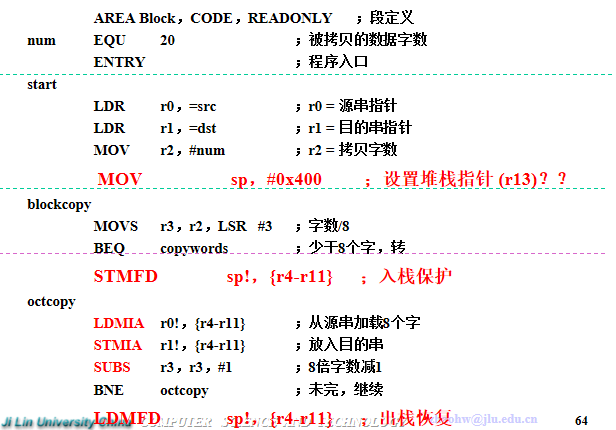 AREA Block，CODE，READONLY ；段定义
num EQU 20 ；被拷贝的数据字数
ENTRY ；程序入口
start
LDR r0，=src ；r0 = 源串指针
LDR r1，=dst ；r1 = 目的串指针
MOV r2，#num ；r2 = 拷贝字数
MOV sp，#0x400 ；设置堆栈指针 (r13)？？
blockcopy
MOVS r3，r2，LSR #3 ；字数/8
BEQ copywords ；少于8个字，转
STMFD sp!，{r4-r11} ；入栈保护
octcopy
LDMIA r0!，{r4-r11} ；从源串加载8个字
STMIA r1!，{r4-r11} ；放入目的串
SUBS r3，r3，#1 ；8倍字数减1
BNE octcopy ；未完，继续
LDMFD sp!，{r4-r11} ；出栈恢复
Ji Lin University China COMPUTER SCIENCE AND TECHNOLOGY @jlu.edu.cn 64